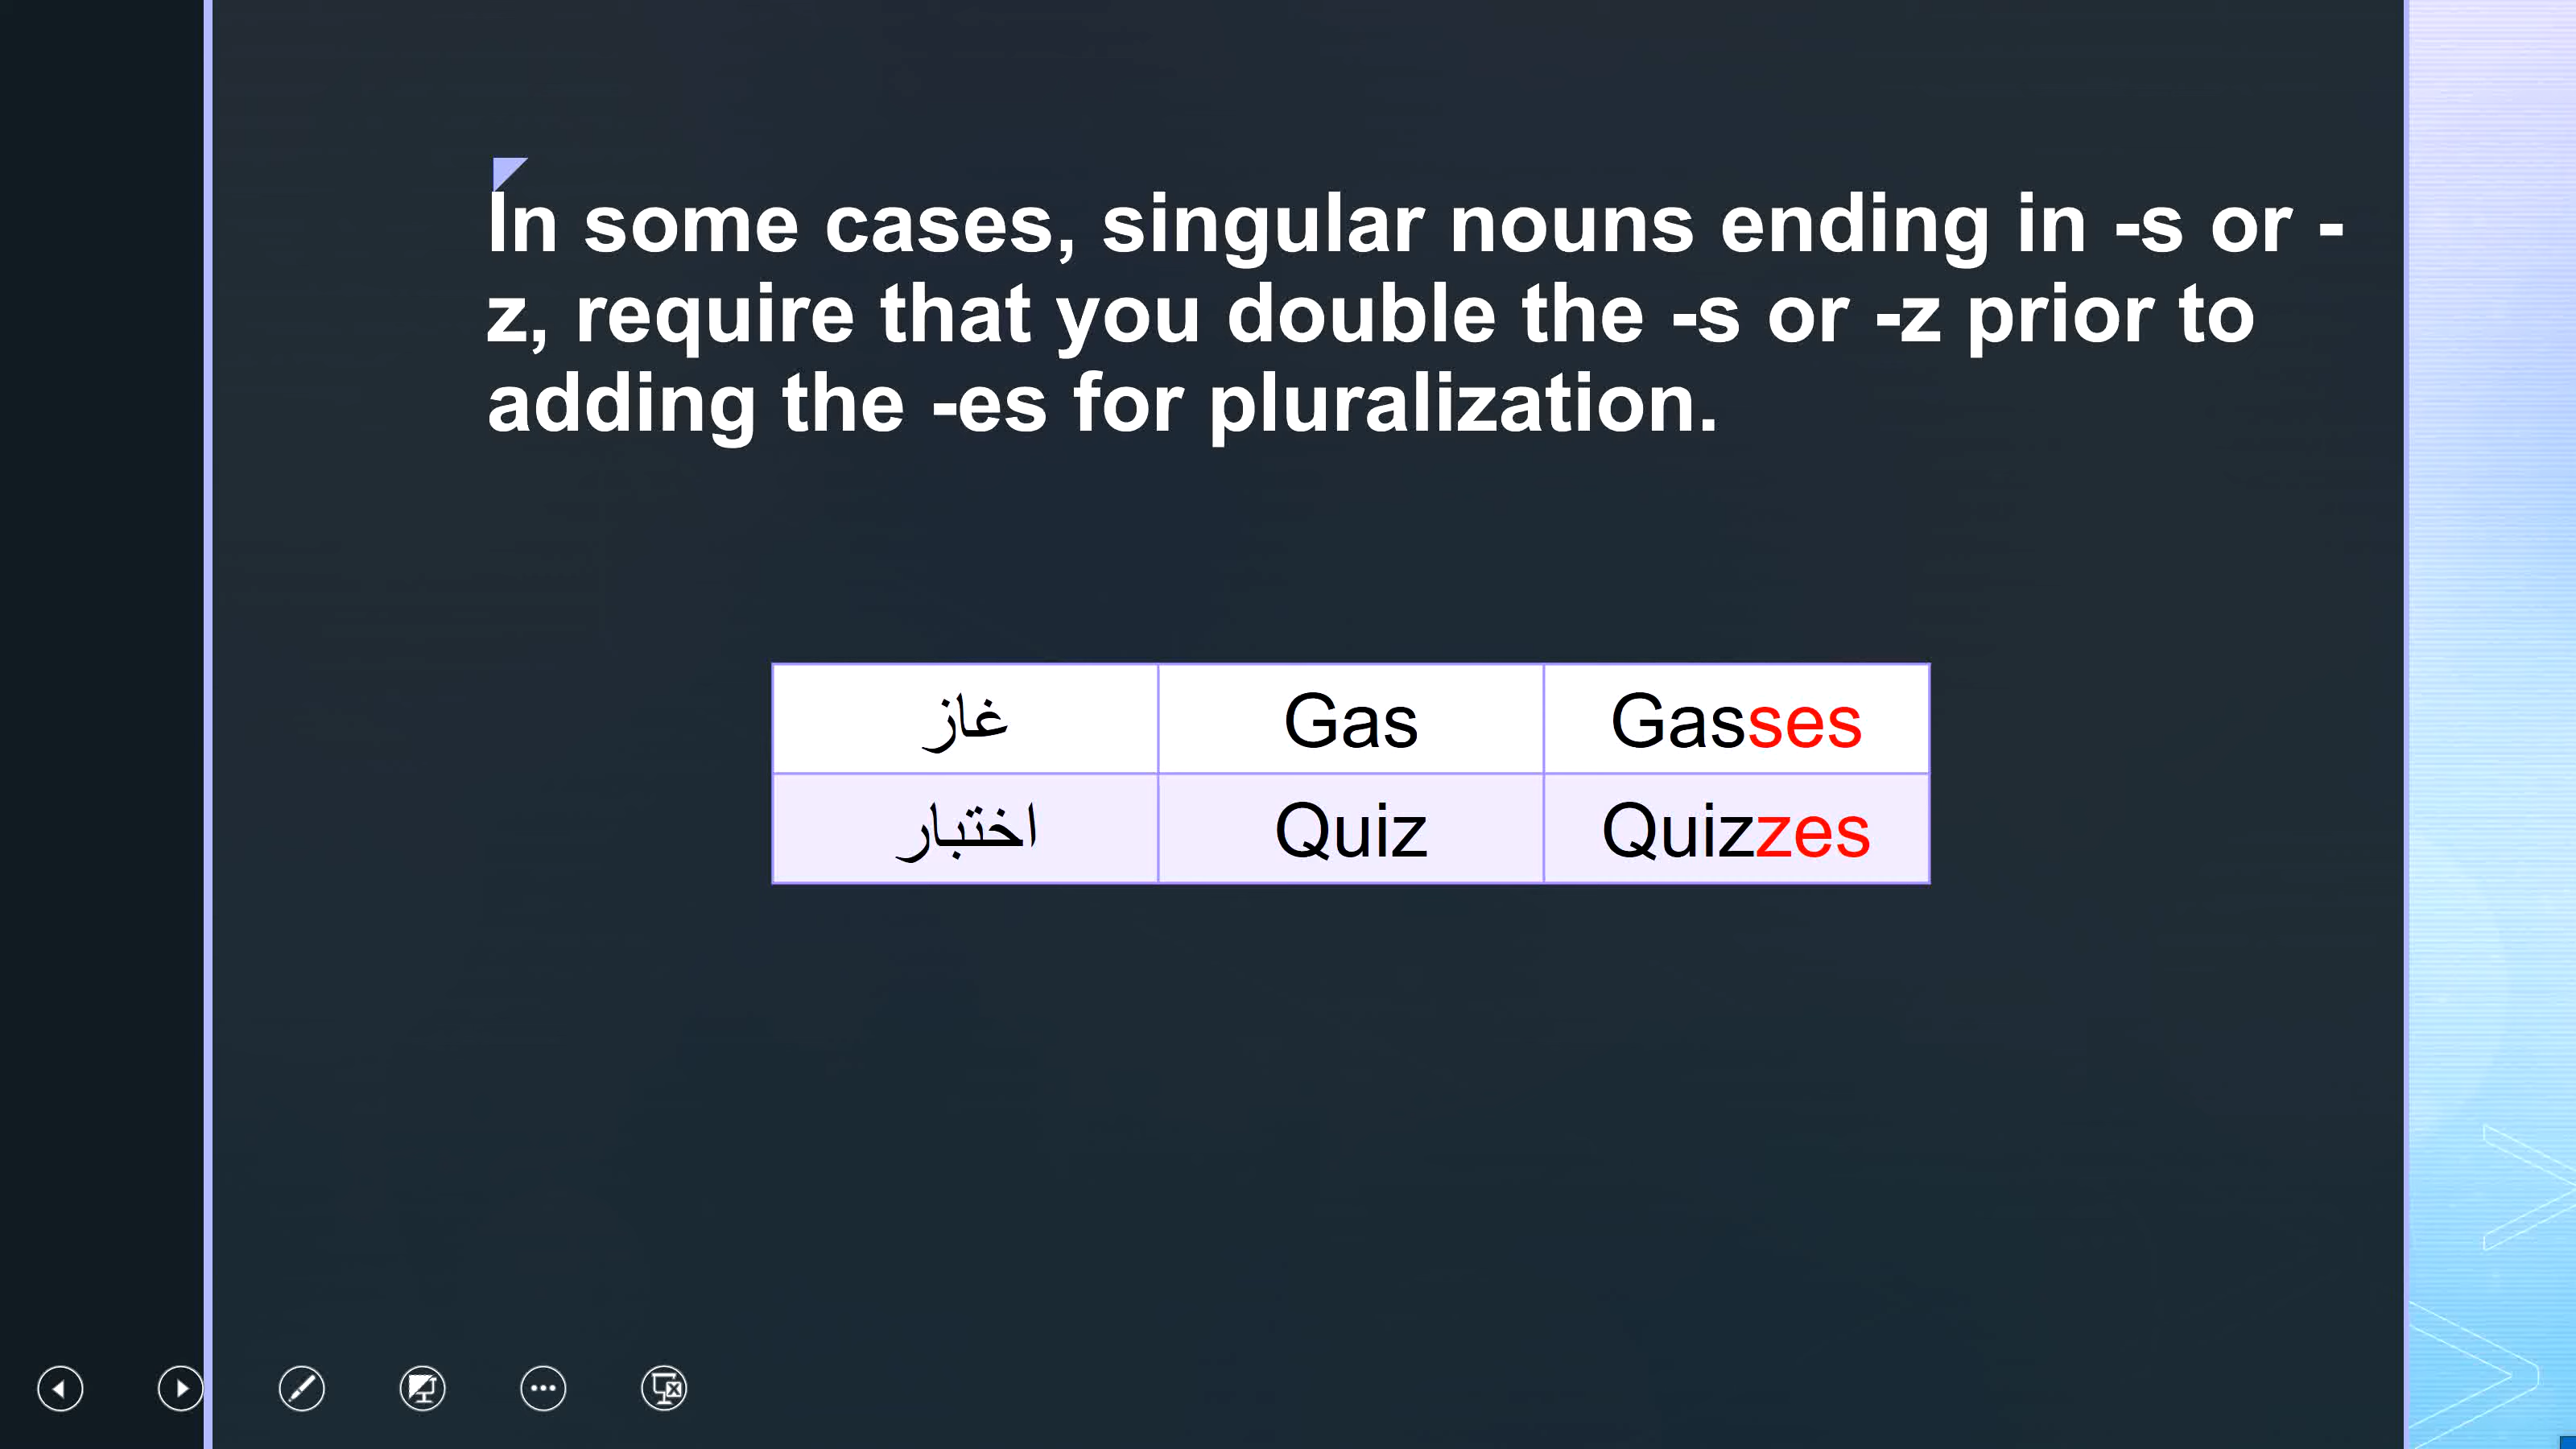 In some cases, singular nouns ending in -s or -
z, require that you double the -s or -z prior to
adding the -es for pluralization.
غاز Gas Gasses
اختبار Quiz Quizzes